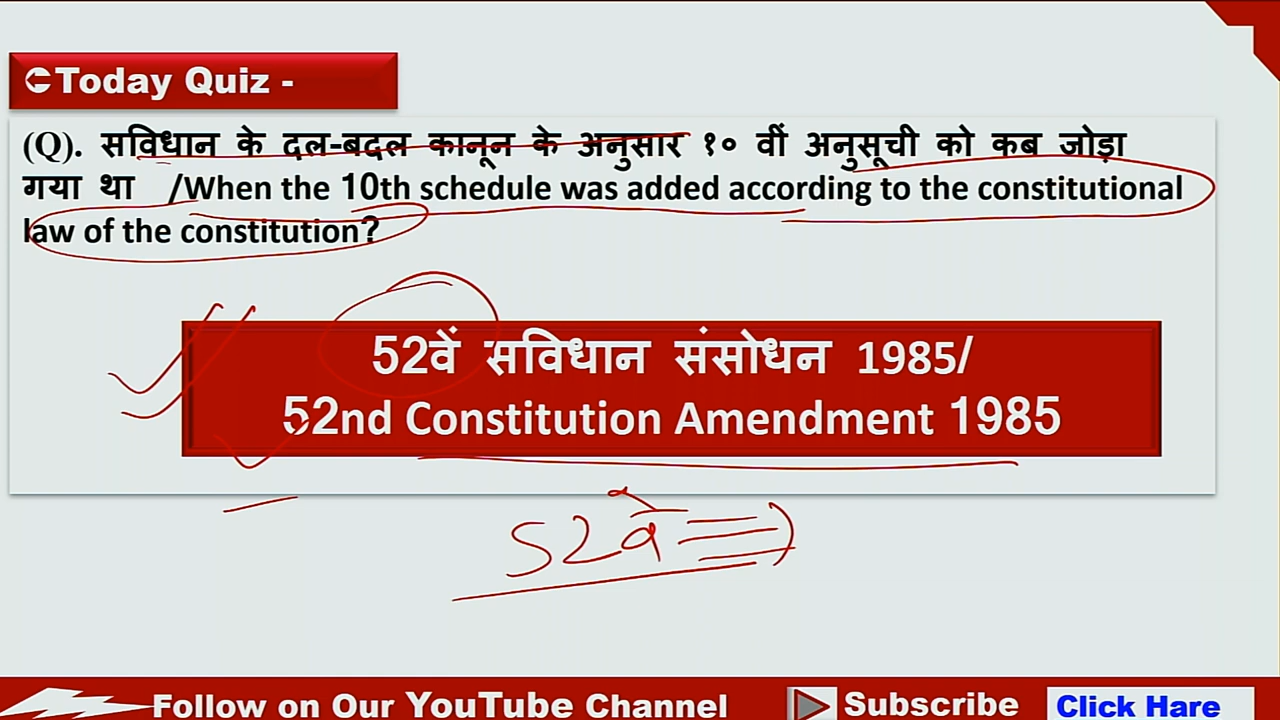 Today Quiz -
(Q). सविधान के दल-बदल कानून के अनुसार १० वीं अनुसूची को कब जोड़ा
गया था /When the 10th schedule was added according to the constitutional
law of the constitution?
52वें सविधान संसोधन 1985/
52nd Constitution Amendment 1985
52वें
Follow on Our YouTube Channel
Subscribe
Click Hare